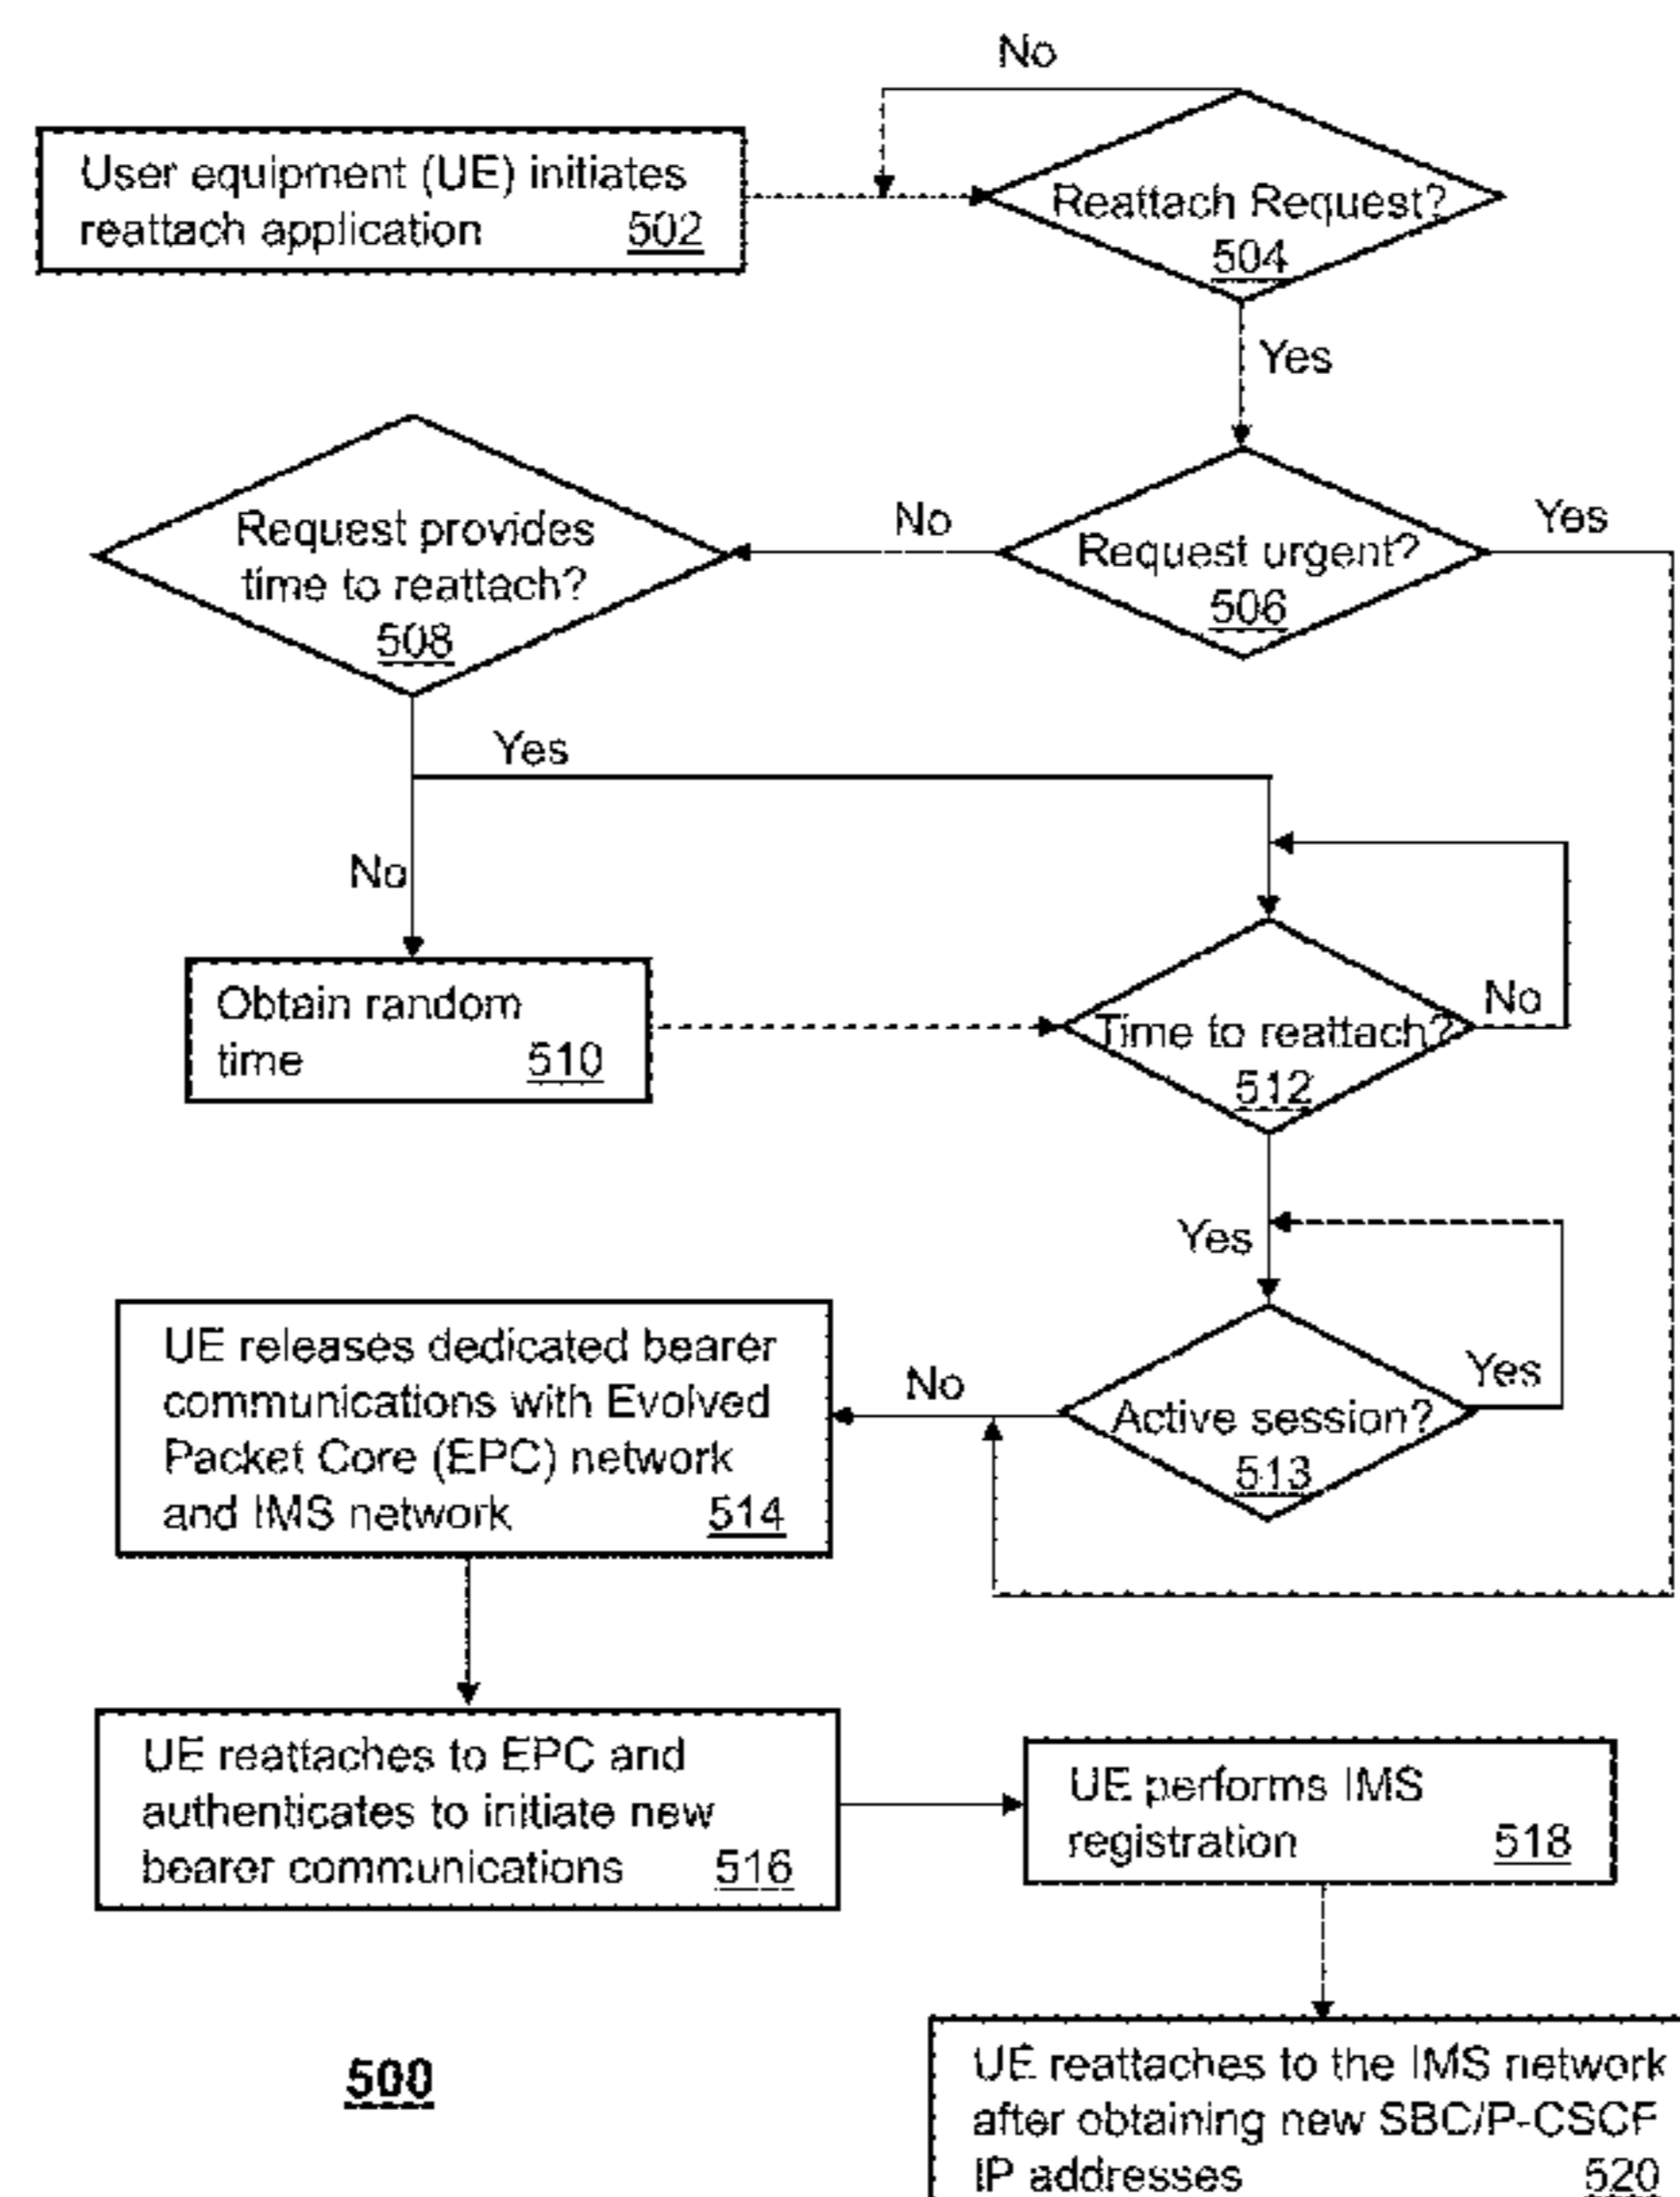 No
User equipment (UE) initiates
reattach application 502
Reattach Request?
504
Yes
Request provides
time to reattach?
508
No
Request urgent?
506
Yes
Yes
No
Obtain random
time 510
Time to reattach?
512
No
Yes
UE releases dedicated bearer
communications with Evolved
Packet Core (EPC) network
and IMS network 514
No
Active session?
513
Yes
UE reattaches to EPC and
authenticates to initiate new
bearer communications 516
UE performs IMS
registration 518
500
UE reattaches to the IMS network
after obtaining new SBC/P-CSCF
IP addresses 520